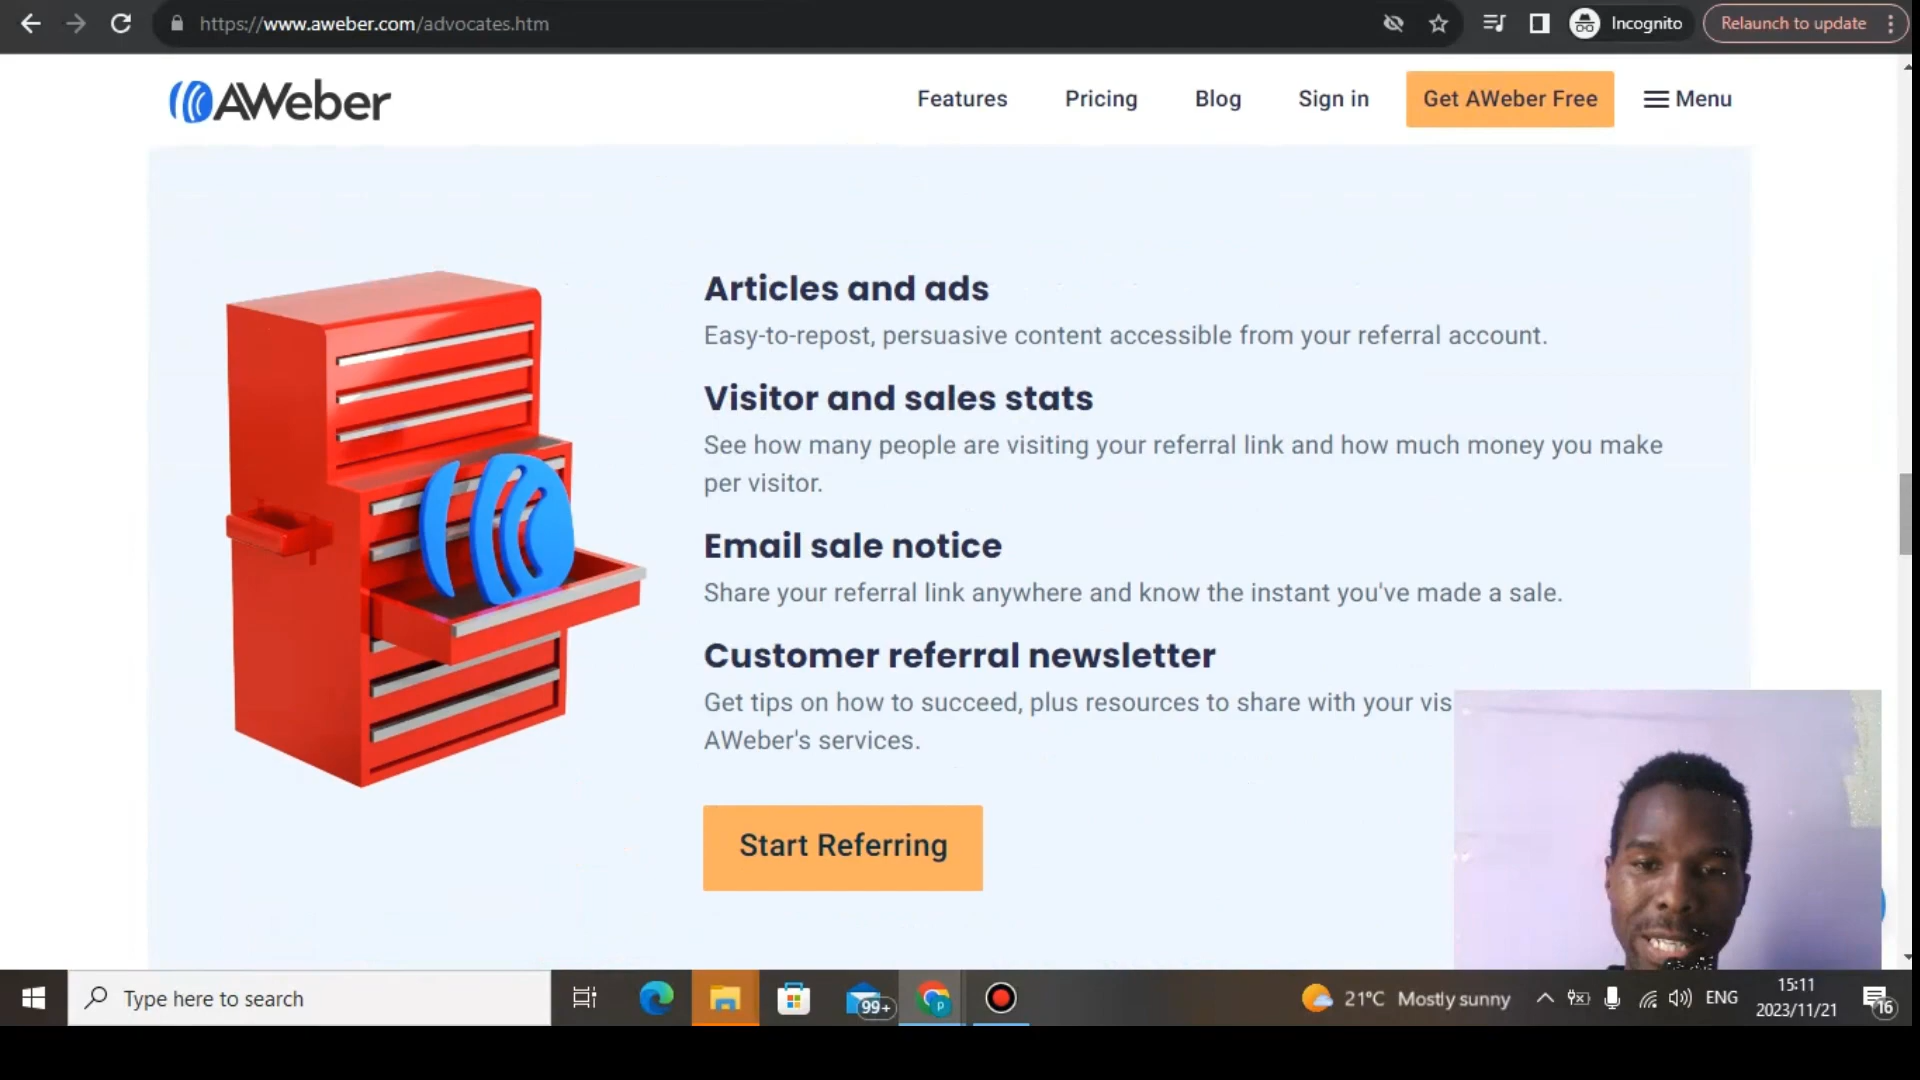 https://www.aweber.com/advocates.htm
Incognito
Relaunch to update
AWeber
Features
Pricing
Blog
Sign in
Get AWeber Free
Menu
Articles and ads
Easy-to-repost, persuasive content accessible from your referral account.
Visitor and sales stats
See how many people are visiting your referral link and how much money you make
per visitor.
Email sale notice
Share your referral link anywhere and know the instant you've made a sale.
Customer referral newsletter
Get tips on how to succeed, plus resources to share with your vis
AWeber's services.
Start Referring
Type here to search
99+
p
21°C Mostly sunny
ENG
15:11
2023/11/21
16